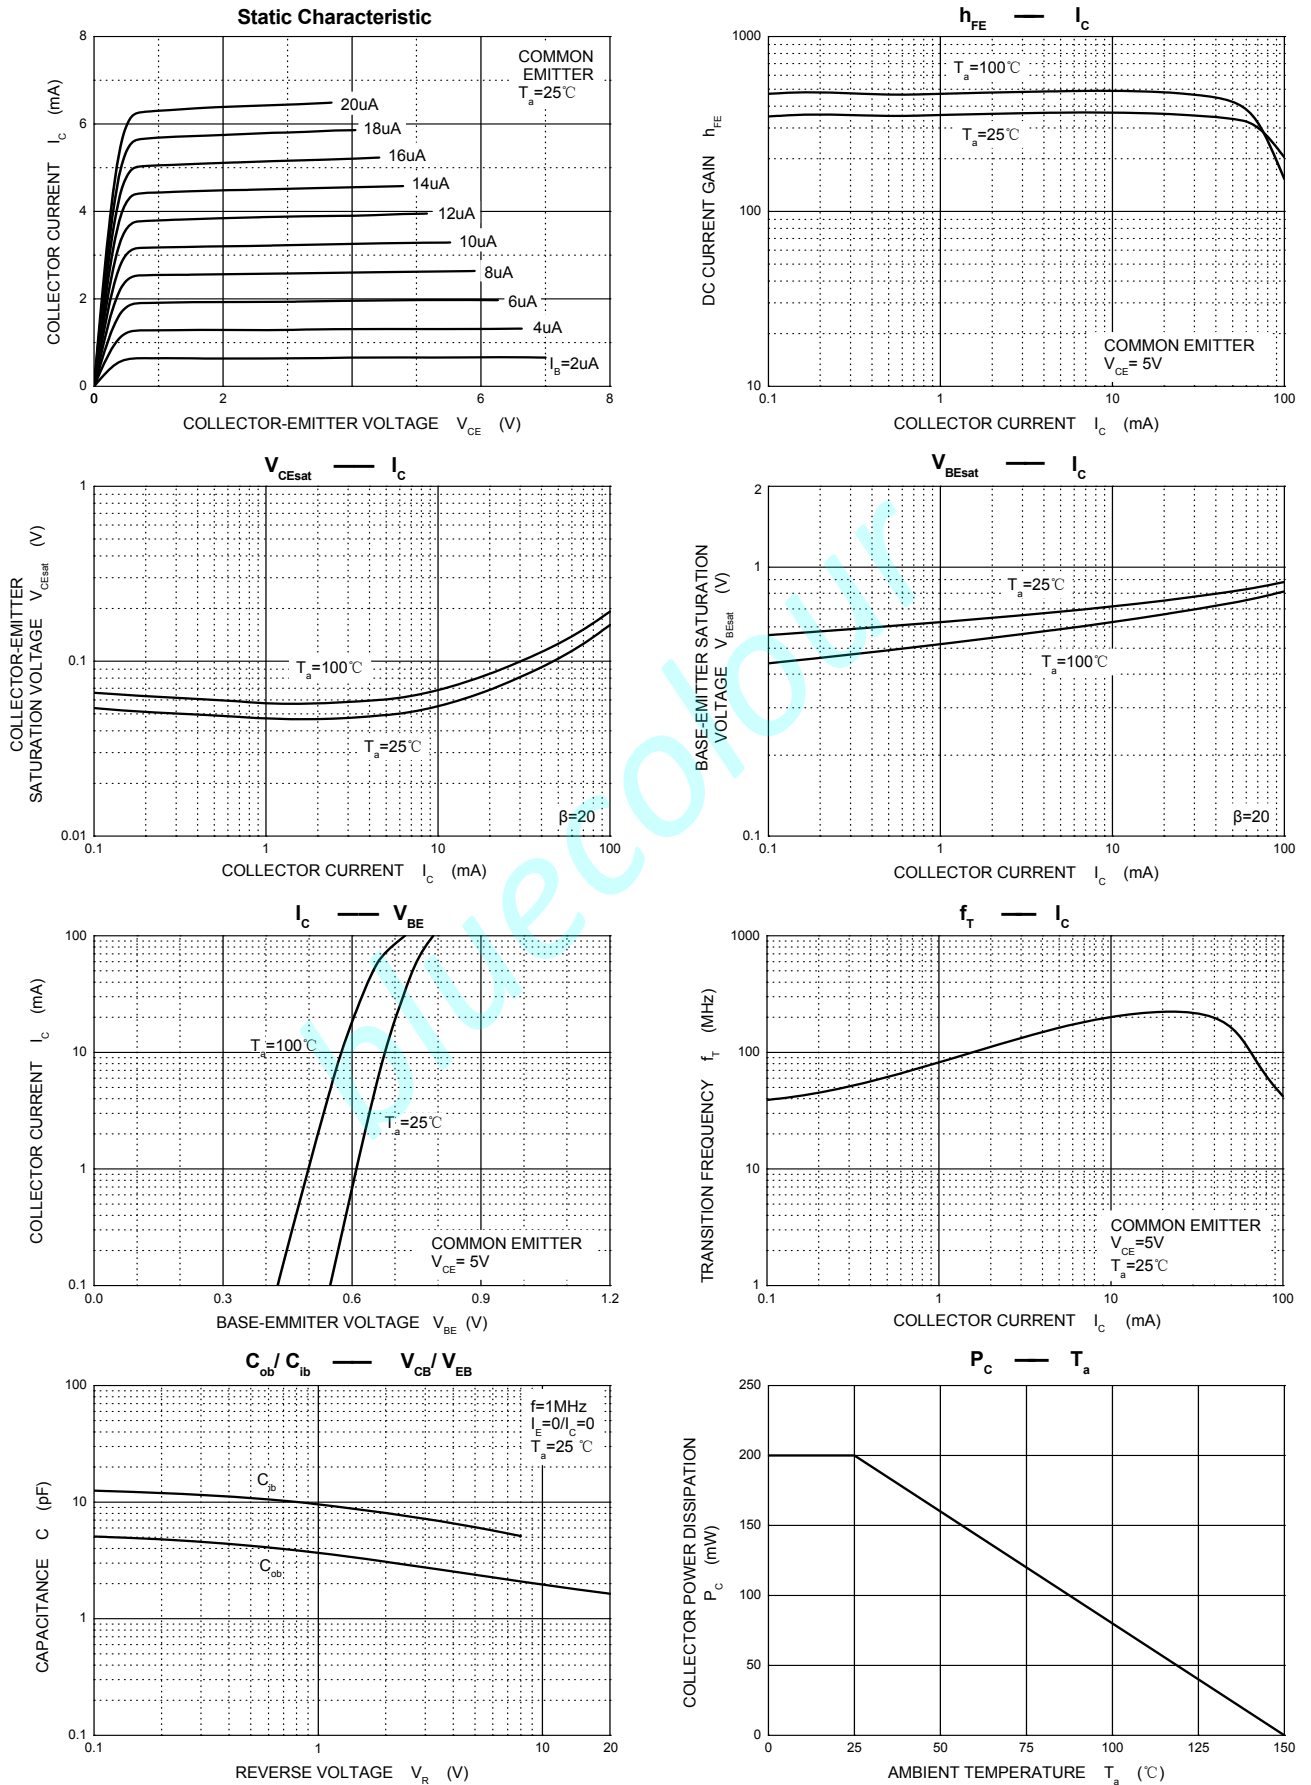 Static Characteristic
COLLECTOR CURRENT I_C (mA)
8
6
4
2
0
COMMON
EMITTER
T_a=25℃
20uA
18uA
16uA
14uA
12uA
10uA
8uA
6uA
4uA
I_B=2uA
0 2 4 6 8
COLLECTOR-EMITTER VOLTAGE V_CE (V)
h_FE —— I_C
DC CURRENT GAIN h_FE
1000
100
10
T_a=100℃
T_a=25℃
COMMON EMITTER
V_CE= 5V
0.1 1 10 100
COLLECTOR CURRENT I_C (mA)
V_CEsat —— I_C
COLLECTOR-EMITTER
SATURATION VOLTAGE V_CEsat (V)
1
0.1
0.01
T_a=100℃
T_a=25℃
β=20
0.1 1 10 100
COLLECTOR CURRENT I_C (mA)
V_BEsat —— I_C
BASE-EMITTER SATURATION
VOLTAGE V_BEsat (V)
2
1
0.1
T_a=25℃
T_a=100℃
β=20
0.1 1 10 100
COLLECTOR CURRENT I_C (mA)
I_C —— V_BE
COLLECTOR CURRENT I_C (mA)
100
10
1
0.1
T_a=100℃
T_a=25℃
COMMON EMITTER
V_CE= 5V
0.0 0.3 0.6 0.9 1.2
BASE-EMMITER VOLTAGE V_BE (V)
f_T —— I_C
TRANSITION FREQUENCY f_T (MHz)
1000
100
10
1
COMMON EMITTER
V_CE=5V
T_a=25℃
0.1 1 10 100
COLLECTOR CURRENT I_C (mA)
C_ob/ C_ib —— V_CB/ V_EB
CAPACITANCE C (pF)
100
10
1
0.1
f=1MHz
I_E=0/I_C=0
T_a=25 ℃
C_ib
C_ob
0.1 1 10 20
REVERSE VOLTAGE V_R (V)
P_C —— T_a
COLLECTOR POWER DISSIPATION
P_C (mW)
250
200
150
100
50
0
0 25 50 75 100 125 150
AMBIENT TEMPERATURE T_a (℃)
bluecolour